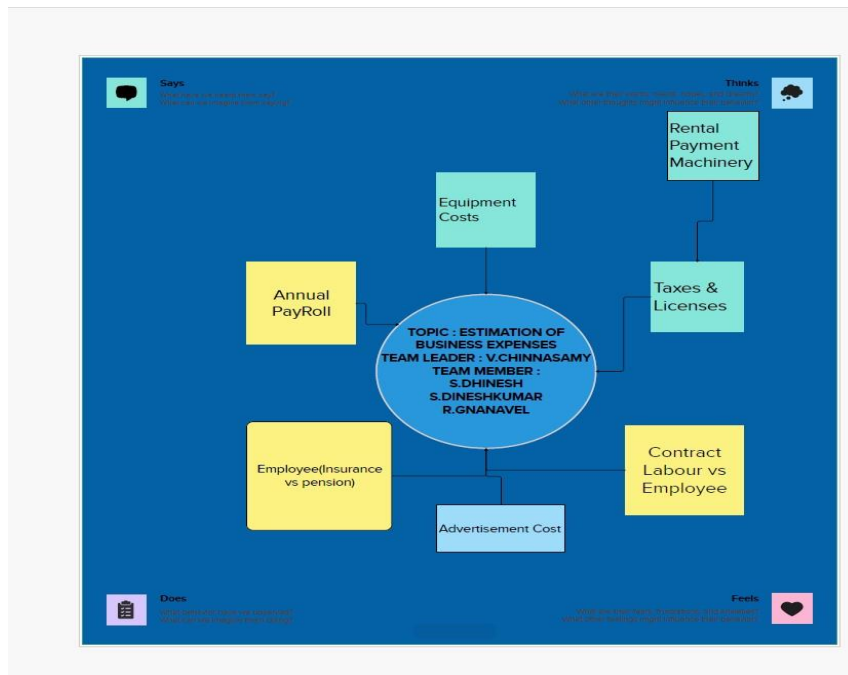 Says
Thinks
Rental
Payment
Machinery
Equipment
Costs
Annual
PayRoll
Taxes &
Licenses
TOPIC : ESTIMATION OF
BUSINESS EXPENSES
TEAM LEADER : V.CHINNASAMY
TEAM MEMBER :
S.DHINESH
S.DINESHKUMAR
R.GNANAVEL
Employee(Insurance
vs pension)
Contract
Labour vs
Employee
Advertisement Cost
Does
Feels